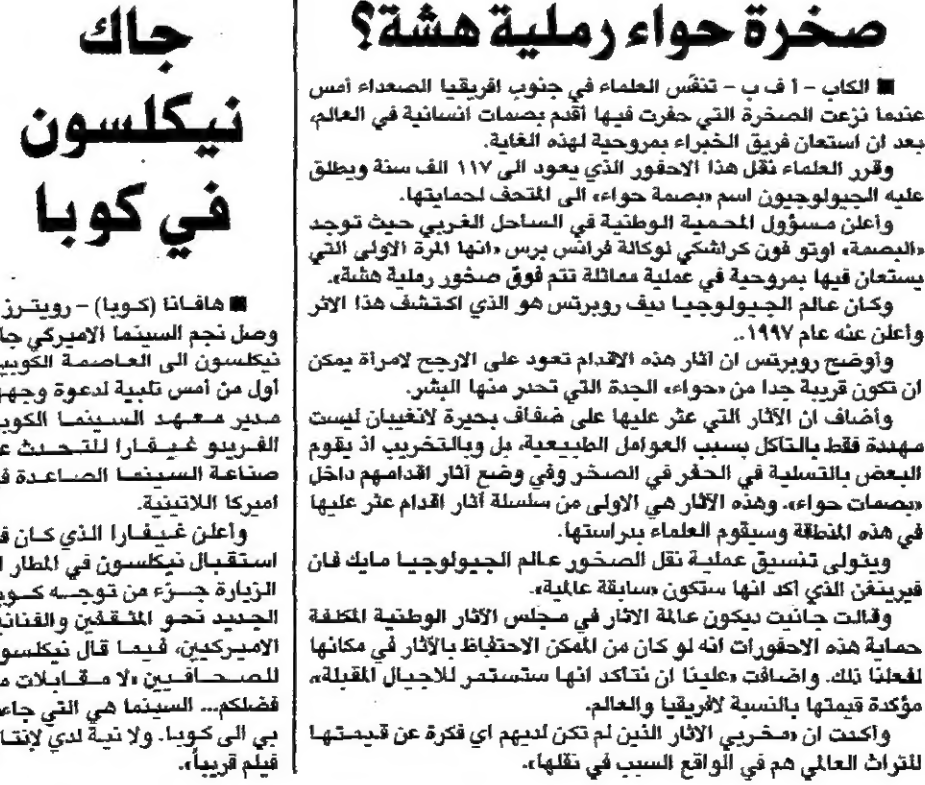 صخرة حواء رملية هشة؟
■ الكاب – أ ف ب – تنفّس العلماء في جنوب افريقيا الصعداء أمس
عندما نزعت الصخرة التي حفرت فيها أقدم بصمات انسانية في العالم،
بعد ان استعان فريق الخبراء بمروحية لهذه الغاية.
وقرر العلماء نقل هذا الاحفور الذي يعود الى ١١٧ الف سنة ويطلق
عليه الجيولوجيون اسم «بصمة حواء» الى المتحف لحمايتها.
وأعلن مسؤول المحمية الوطنية في الساحل الغربي حيث توجد
«البصمة» اوتو فون كراشكي لوكالة فرانس برس «انها المرة الاولى التي
يستعان فيها بمروحية في عملية مماثلة تتم فوق صخور رملية هشة».
وكان عالم الجيولوجيا ديف روبرتس هو الذي اكتشف هذا الاثر
وأعلن عنه عام ١٩٩٧..
وأوضح روبرتس ان آثار هذه الاقدام تعود على الارجح لامرأة يمكن
ان تكون قريبة جدا من «حواء» الجدة التي تحدر منها البشر.
وأضاف ان الآثار التي عثر عليها على ضفاف بحيرة لانغيبان ليست
مهددة فقط بالتآكل بسبب العوامل الطبيعية، بل وبالتخريب اذ يقوم
البعض بالتسلية في الحفر في الصخر وفي وضع آثار اقدامهم داخل
«بصمات حواء». وهذه الآثار هي الاولى من سلسلة آثار اقدام عثر عليها
في هذه المنطقة وسيقوم العلماء بدراستها.
ويتولى تنسيق عملية نقل الصخور عالم الجيولوجيا مايك فان
فيرينغن الذي اكد انها ستكون «سابقة عالمية».
وقالت جانيت ديكون عالمة الاثار في مجلس الآثار الوطنية المكلفة
حماية هذه الاحفورات انه لو كان من الممكن الاحتفاظ بالآثار في مكانها
لفعلنا ذلك. واضافت «علينا ان نتأكد انها ستستمر للاجيال المقبلة»،
مؤكدة قيمتها بالنسبة لافريقيا والعالم.
وأكدت ان «مخربي الاثار الذين لم تكن لديهم اي فكرة عن قيمتها
للتراث العالمي هم في الواقع السبب في نقلها».
جاك
نيكلسون
في كوبا
■ هافانا (كوبا) – رويترز
وصل نجم السينما الاميركي جا
نيكلسون الى العاصمة الكوبي
أول من أمس تلبية لدعوة وجهه
مدير معهد السينما الكوبي
الفريدو غيفارا للتحدث ع
صناعة السينما الصاعدة ف
اميركا اللاتينية.
وأعلن غيفارا الذي كان ف
استقبال نيكلسون في المطار ا
الزيارة جزء من توجه كوب
الجديد نحو المثقفين والفناني
الاميركيين، فيما قال نيكلسو
للصحافيين «لا مقابلات م
فضلكم... السينما هي التي جاء
بي الى كوبا. ولا نية لدي لإنتا
فيلم قريباً».